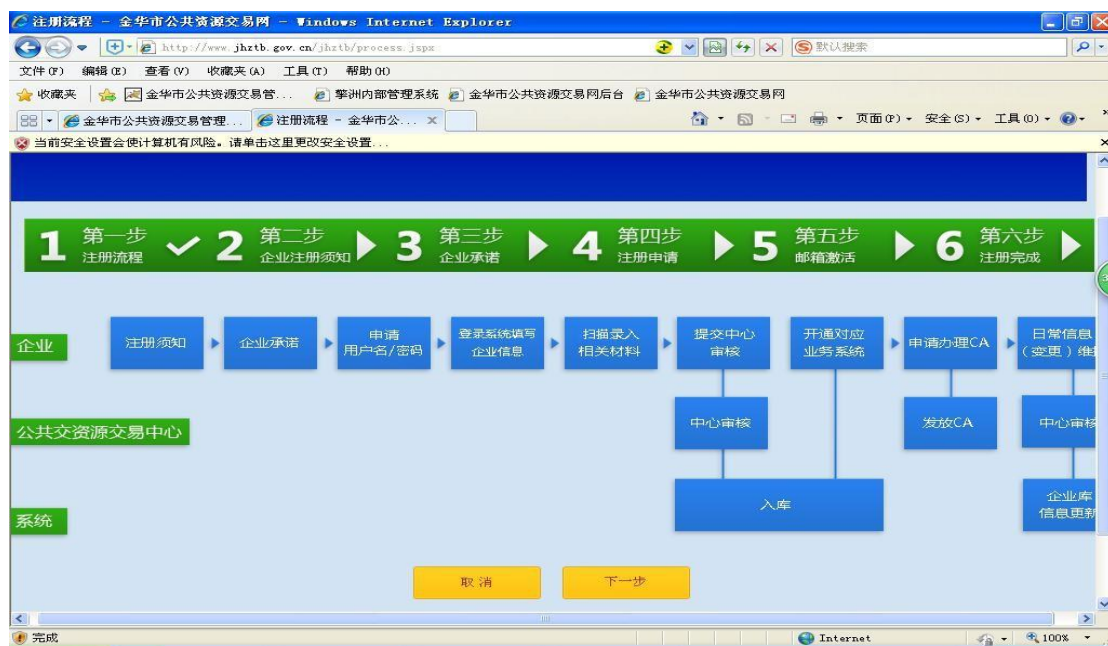 注册流程 - 金华市公共资源交易网 - Windows Internet Explorer
http://www.jhztb.gov.cn/jhztb/process.jspx
默认搜索
文件(F) 编辑(E) 查看(V) 收藏夹(A) 工具(T) 帮助(H)
收藏夹 金华市公共资源交易管... 擎洲内部管理系统 金华市公共资源交易网后台 金华市公共资源交易网
金华市公共资源交易管理... 注册流程 - 金华市公... 页面(P) 安全(S) 工具(O)
当前安全设置会使计算机有风险。请单击这里更改安全设置...
1 第一步 2 第二步 3 第三步 4 第四步 5 第五步 6 第六步
注册流程 企业注册须知 企业承诺 注册申请 邮箱激活 注册完成
企业 注册须知 企业承诺 申请 登录系统填写 扫描录入 提交中心 开通对应 申请办理CA 日常信息
用户名/密码 企业信息 相关材料 审核 业务系统 (变更)维
公共交资源交易中心 中心审核 发放CA 中心审核
系统 入库 企业库
信息更新
取消 下一步
完成 Internet 100%